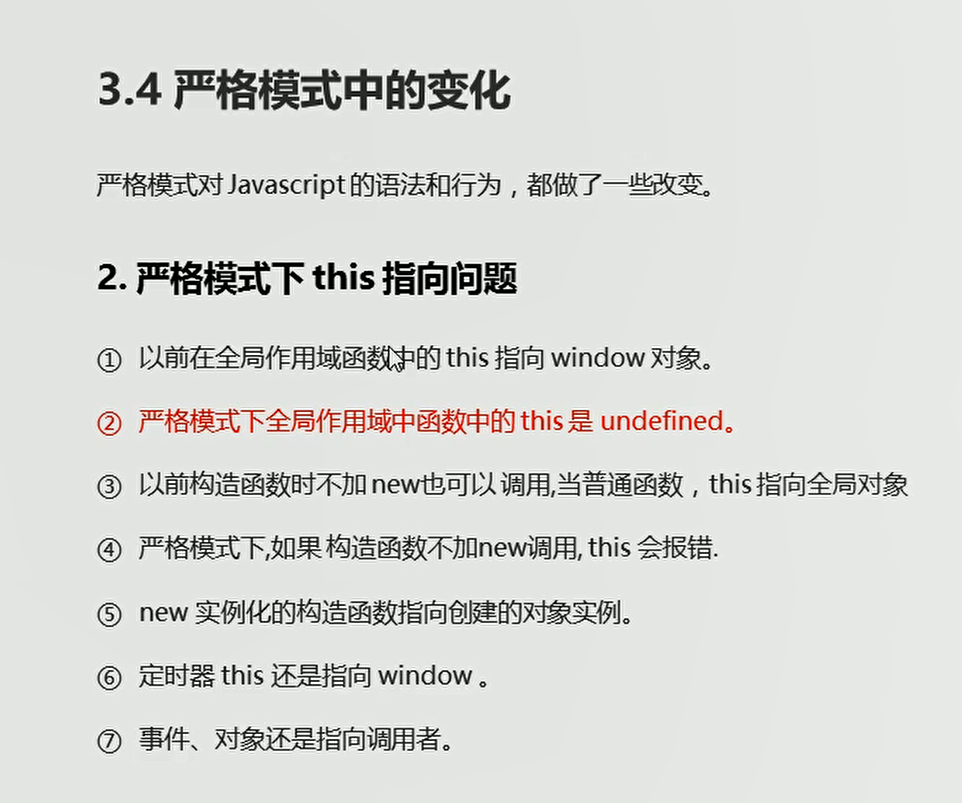 3.4 严格模式中的变化
严格模式对 Javascript 的语法和行为，都做了一些改变。
2. 严格模式下 this 指向问题
① 以前在全局作用域函数中的 this 指向 window 对象。
② 严格模式下全局作用域中函数中的 this 是 undefined。
③ 以前构造函数时不加 new也可以 调用,当普通函数，this 指向全局对象
④ 严格模式下,如果 构造函数不加new调用, this 会报错.
⑤ new 实例化的构造函数指向创建的对象实例。
⑥ 定时器 this 还是指向 window 。
⑦ 事件、对象还是指向调用者。